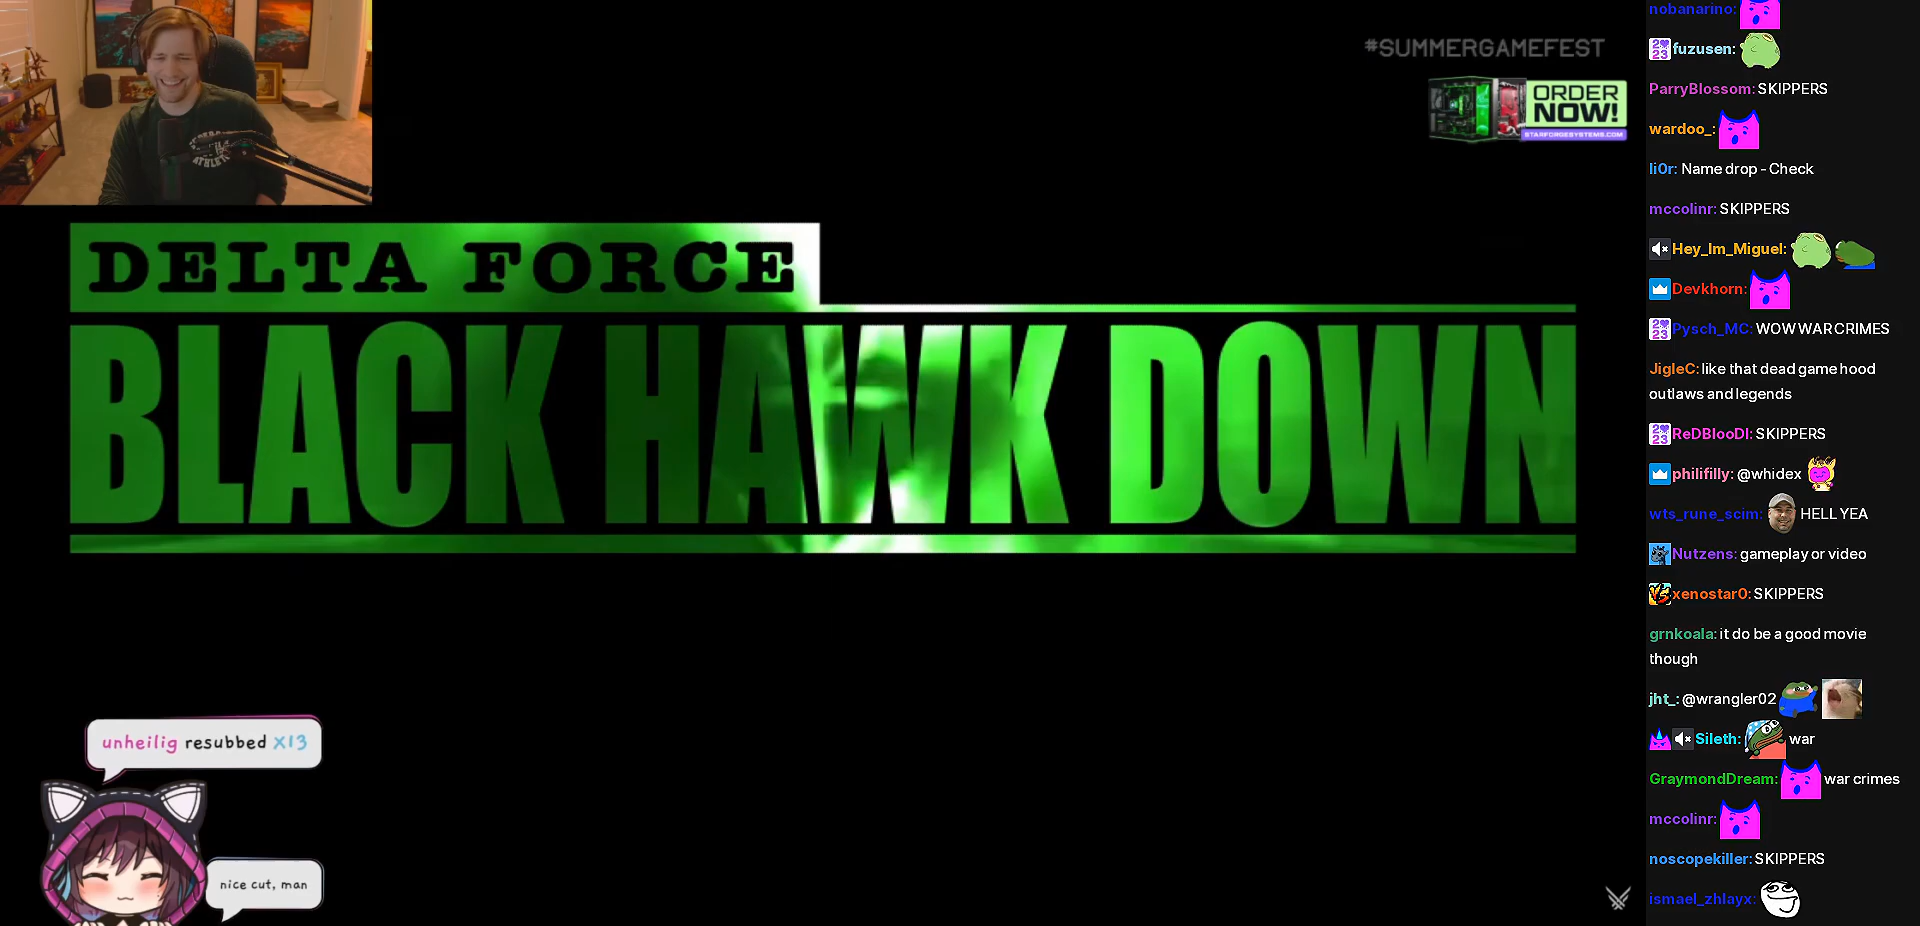 #SUMMERGAMEFEST
ORDER
NOW!
STARFORGESYSTEMS.COM
DELTA FORCE
BLACK HAWK DOWN
unheilig resubbed X13
nice cut, man
nobanarino:
fuzusen:
ParryBlossom: SKIPPERS
wardoo_:
li0r: Name drop - Check
mccolinr: SKIPPERS
Hey_Im_Miguel:
Devkhorn:
Pysch_MC: WOW WAR CRIMES
JigleC: like that dead game hood
outlaws and legends
ReDBlooDl: SKIPPERS
philifilly: @whidex
wts_rune_scim: HELL YEA
Nutzens: gameplay or video
xenostar0: SKIPPERS
grnkoala: it do be a good movie
though
jht_: @wrangler02
Sileth: war
GraymondDream: war crimes
mccolinr:
noscopekiller: SKIPPERS
ismael_zhlayx: